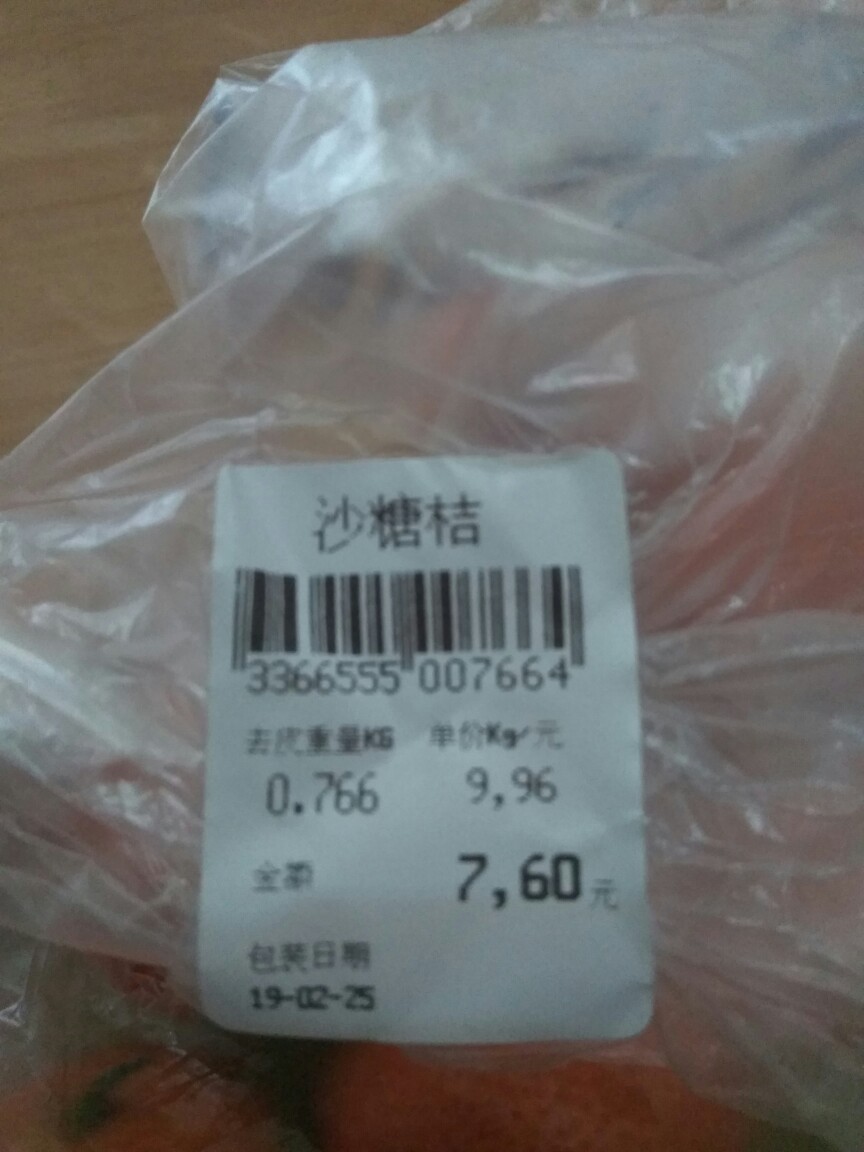 沙糖桔
3366555 007664
去皮重量KG 单价Kg/元
0.766 9,96
金额 7,60元
包装日期
19-02-25